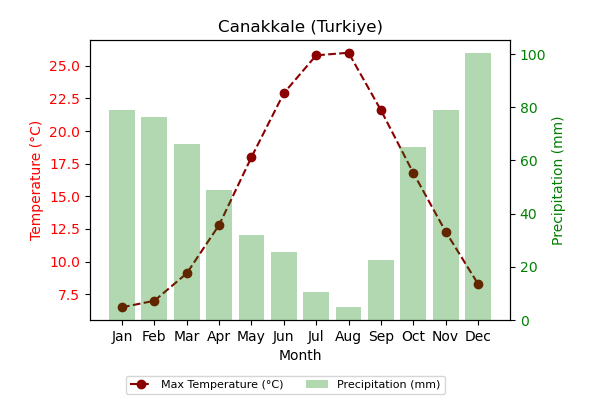 Canakkale (Turkiye)
Temperature (°C)
25.0
22.5
20.0
17.5
15.0
12.5
10.0
7.5
100
80
60
40
20
0
Precipitation (mm)
Jan Feb Mar Apr May Jun Jul Aug Sep Oct Nov Dec
Month
Max Temperature (°C) Precipitation (mm)